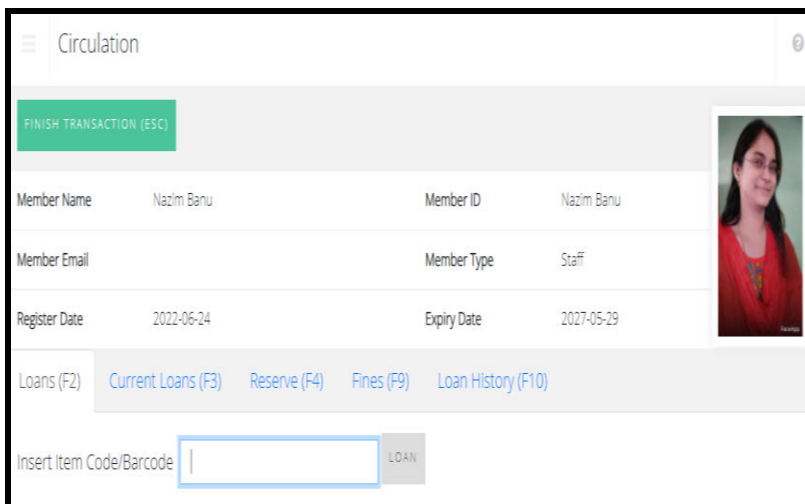 Circulation
FINISH TRANSACTION (ESC)
Member Name Nazim Banu Member ID Nazim Banu
Member Email Member Type Staff
Register Date 2022-06-24 Expiry Date 2027-05-29
Loans (F2) Current Loans (F3) Reserve (F4) Fines (F9) Loan History (F10)
Insert Item Code/Barcode LOAN